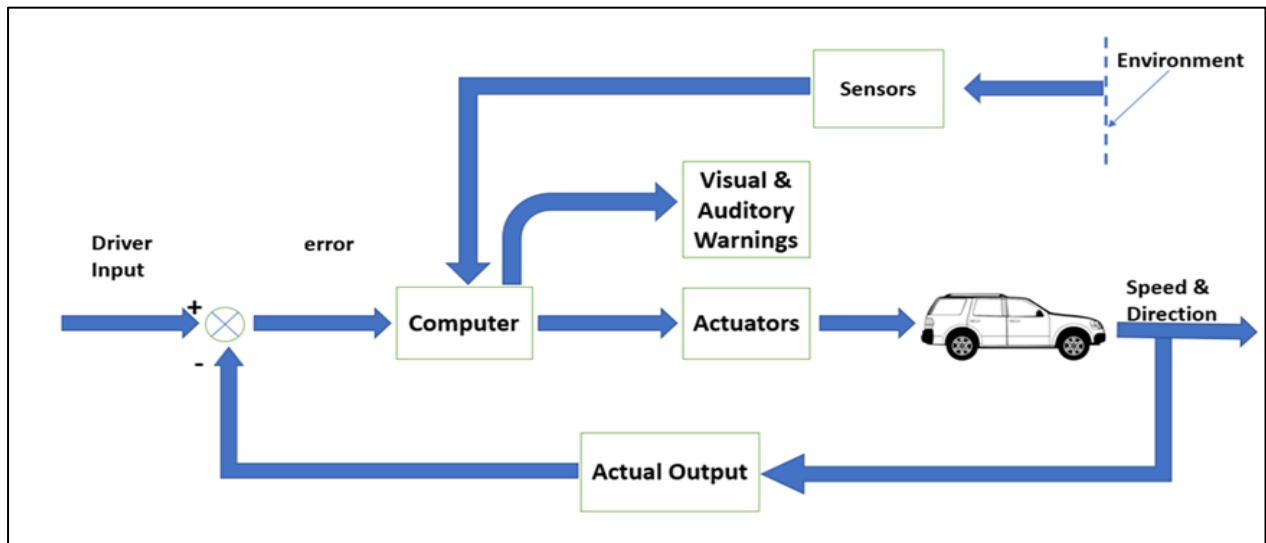 Environment
Sensors
Visual &
Auditory
Warnings
Driver
Input
error
Speed &
Direction
+
Computer
Actuators
-
Actual Output